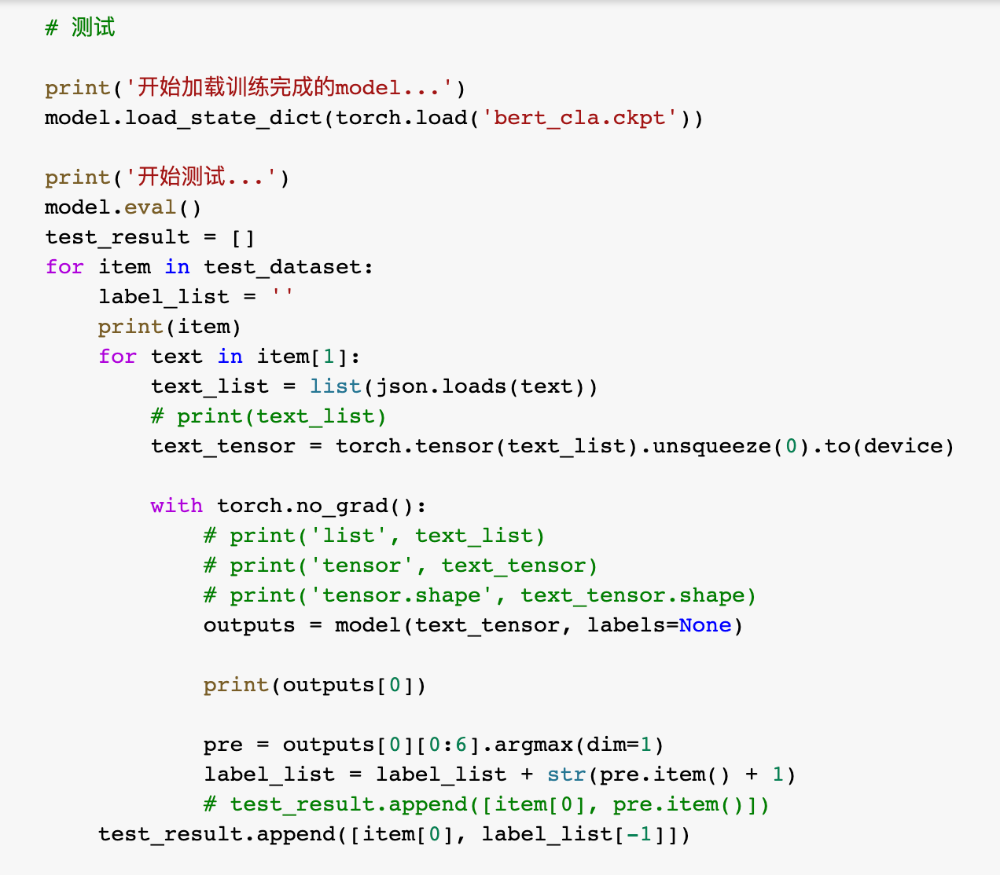 # 测试
print('开始加载训练完成的model...')
model.load_state_dict(torch.load('bert_cla.ckpt'))
print('开始测试...')
model.eval()
test_result = []
for item in test_dataset:
    label_list = ''
    print(item)
    for text in item[1]:
        text_list = list(json.loads(text))
        # print(text_list)
        text_tensor = torch.tensor(text_list).unsqueeze(0).to(device)
        with torch.no_grad():
            # print('list', text_list)
            # print('tensor', text_tensor)
            # print('tensor.shape', text_tensor.shape)
            outputs = model(text_tensor, labels=None)
            print(outputs[0])
            pre = outputs[0][0:6].argmax(dim=1)
            label_list = label_list + str(pre.item() + 1)
            # test_result.append([item[0], pre.item()])
    test_result.append([item[0], label_list[-1]])